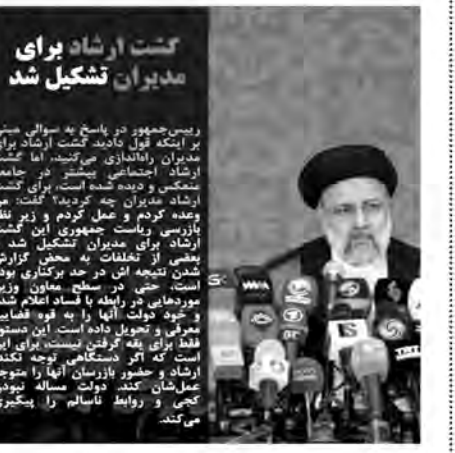 گشت ارشاد برای
مدیران تشکیل شد
رییس‌جمهور در پاسخ به سوالی مبنی
بر اینکه قول دادید گشت ارشاد برای
مدیران راه‌اندازی می‌کنید، اما گشت
ارشاد اجتماعی بیشتر در جامعه
منعکس و دیده شده است، برای گشت
ارشاد مدیران چه کردید؟ گفت: من
وعده کردم و عمل کردم و زیر نظر
بازرسی ریاست جمهوری این گشت
ارشاد برای مدیران تشکیل شد و
بعضی از تخلفات به محض گزارش
شدن نتیجه اش در حد برکناری بوده
است. حتی در سطح معاون وزیر
موردهایی در رابطه با فساد اعلام شد
و خود دولت آنها را به قوه قضاییه
معرفی و تحویل داده است. این دستور
فقط برای یقه گرفتن نیست، برای این
است که اگر دستگاهی توجه نکند،
ارشاد و حضور بازرسان آنها را متوجه
عمل‌شان کند. دولت مساله نبودن
کجی و روابط ناسالم را پیگیری
می‌کند.